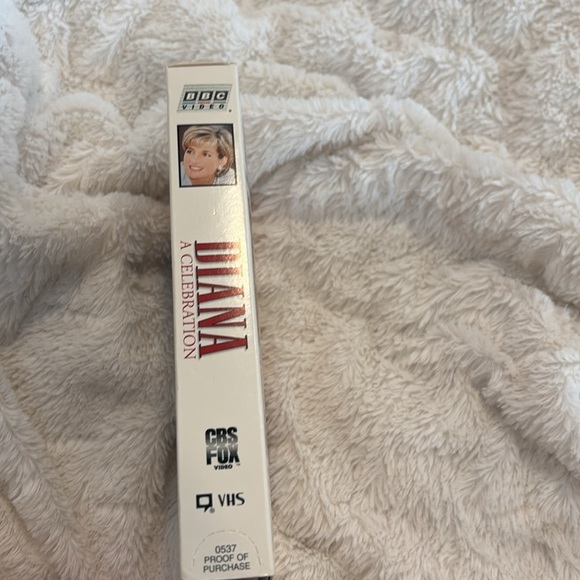 BBC
VIDEO
DIANA
A CELEBRATION
CBS
FOX
VIDEO
VHS
0537
PROOF OF
PURCHASE